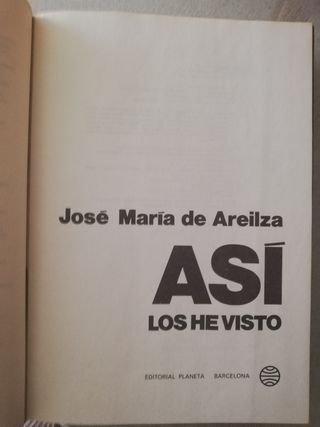 José María de Areilza
ASÍ
LOS HE VISTO
EDITORIAL PLANETA BARCELONA